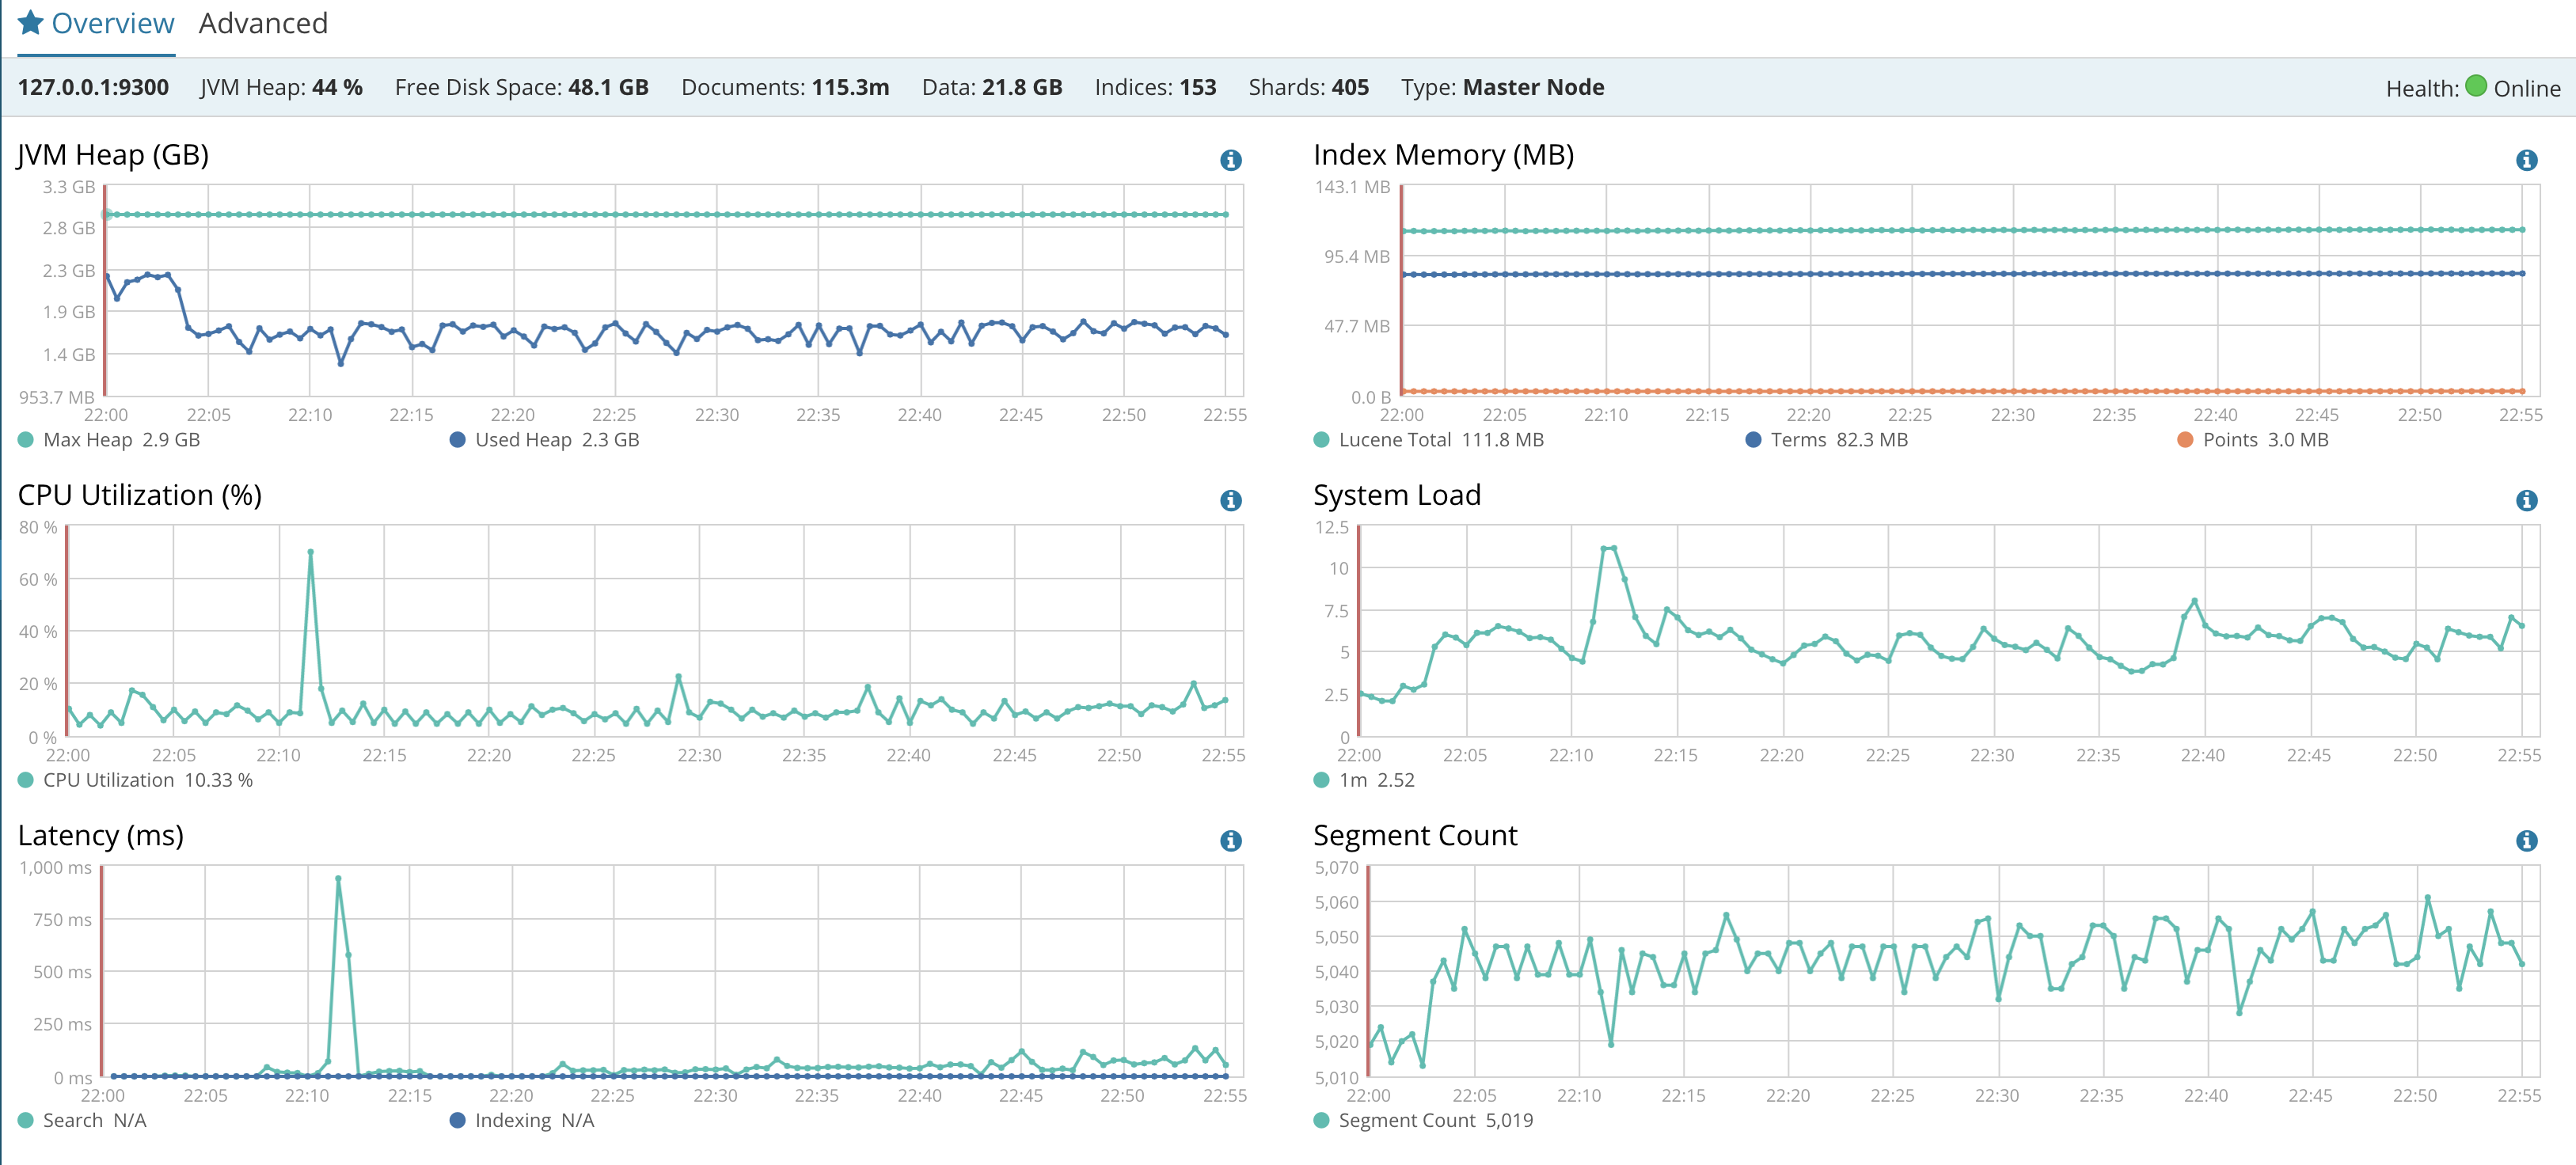 Overview Advanced
127.0.0.1:9300 JVM Heap: 44 % Free Disk Space: 48.1 GB Documents: 115.3m Data: 21.8 GB Indices: 153 Shards: 405 Type: Master Node Health: Online
JVM Heap (GB)
3.3 GB
2.8 GB
2.3 GB
1.9 GB
1.4 GB
953.7 MB
22:00 22:05 22:10 22:15 22:20 22:25 22:30 22:35 22:40 22:45 22:50 22:55
Max Heap 2.9 GB Used Heap 2.3 GB
Index Memory (MB)
143.1 MB
95.4 MB
47.7 MB
0.0 B
22:00 22:05 22:10 22:15 22:20 22:25 22:30 22:35 22:40 22:45 22:50 22:55
Lucene Total 111.8 MB Terms 82.3 MB Points 3.0 MB
CPU Utilization (%)
80 %
60 %
40 %
20 %
0 %
22:00 22:05 22:10 22:15 22:20 22:25 22:30 22:35 22:40 22:45 22:50 22:55
CPU Utilization 10.33 %
System Load
12.5
10
7.5
5
2.5
0
22:00 22:05 22:10 22:15 22:20 22:25 22:30 22:35 22:40 22:45 22:50 22:55
1m 2.52
Latency (ms)
1,000 ms
750 ms
500 ms
250 ms
0 ms
22:00 22:05 22:10 22:15 22:20 22:25 22:30 22:35 22:40 22:45 22:50 22:55
Search N/A Indexing N/A
Segment Count
5,070
5,060
5,050
5,040
5,030
5,020
5,010
22:00 22:05 22:10 22:15 22:20 22:25 22:30 22:35 22:40 22:45 22:50 22:55
Segment Count 5,019